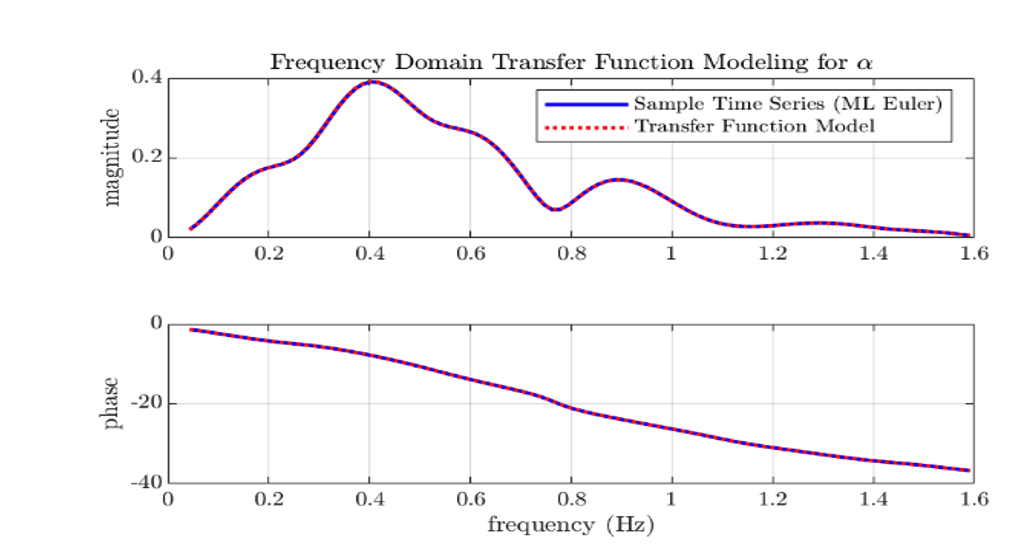 Frequency Domain Transfer Function Modeling for α
0.4
0.2
0
magnitude
Sample Time Series (ML Euler)
Transfer Function Model
0 0.2 0.4 0.6 0.8 1 1.2 1.4 1.6
0
-20
-40
phase
0 0.2 0.4 0.6 0.8 1 1.2 1.4 1.6
frequency (Hz)